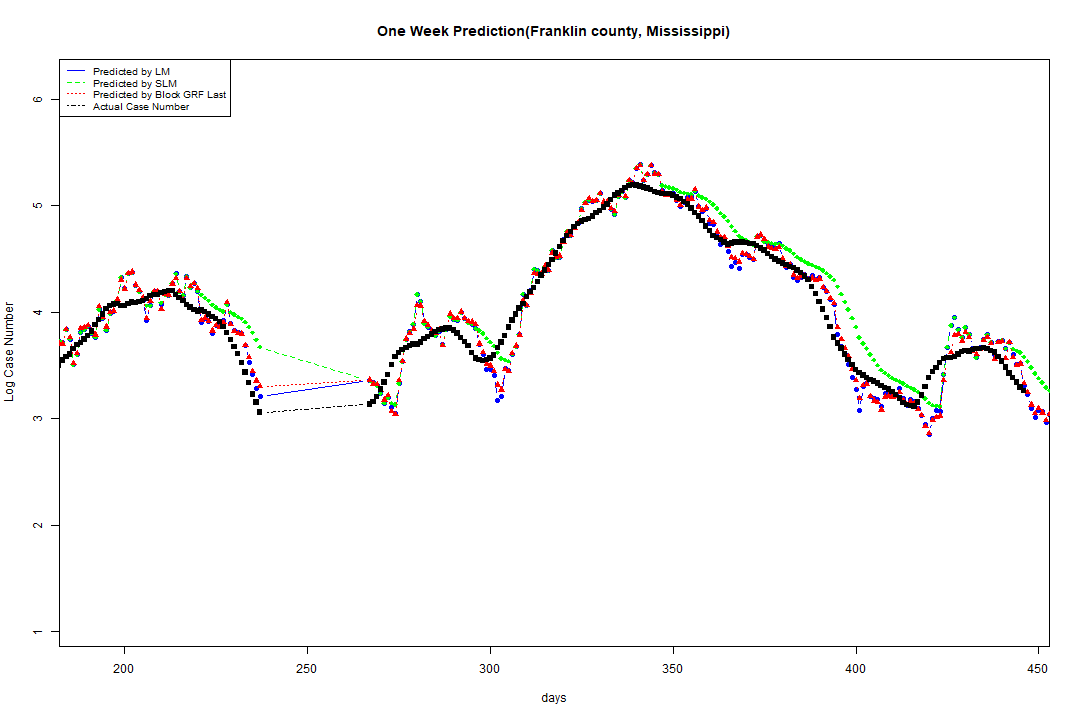 One Week Prediction(Franklin county, Mississippi)
Predicted by LM
Predicted by SLM
Predicted by Block GRF Last
Actual Case Number
Log Case Number
6
5
4
3
2
1
200 250 300 350 400 450
days